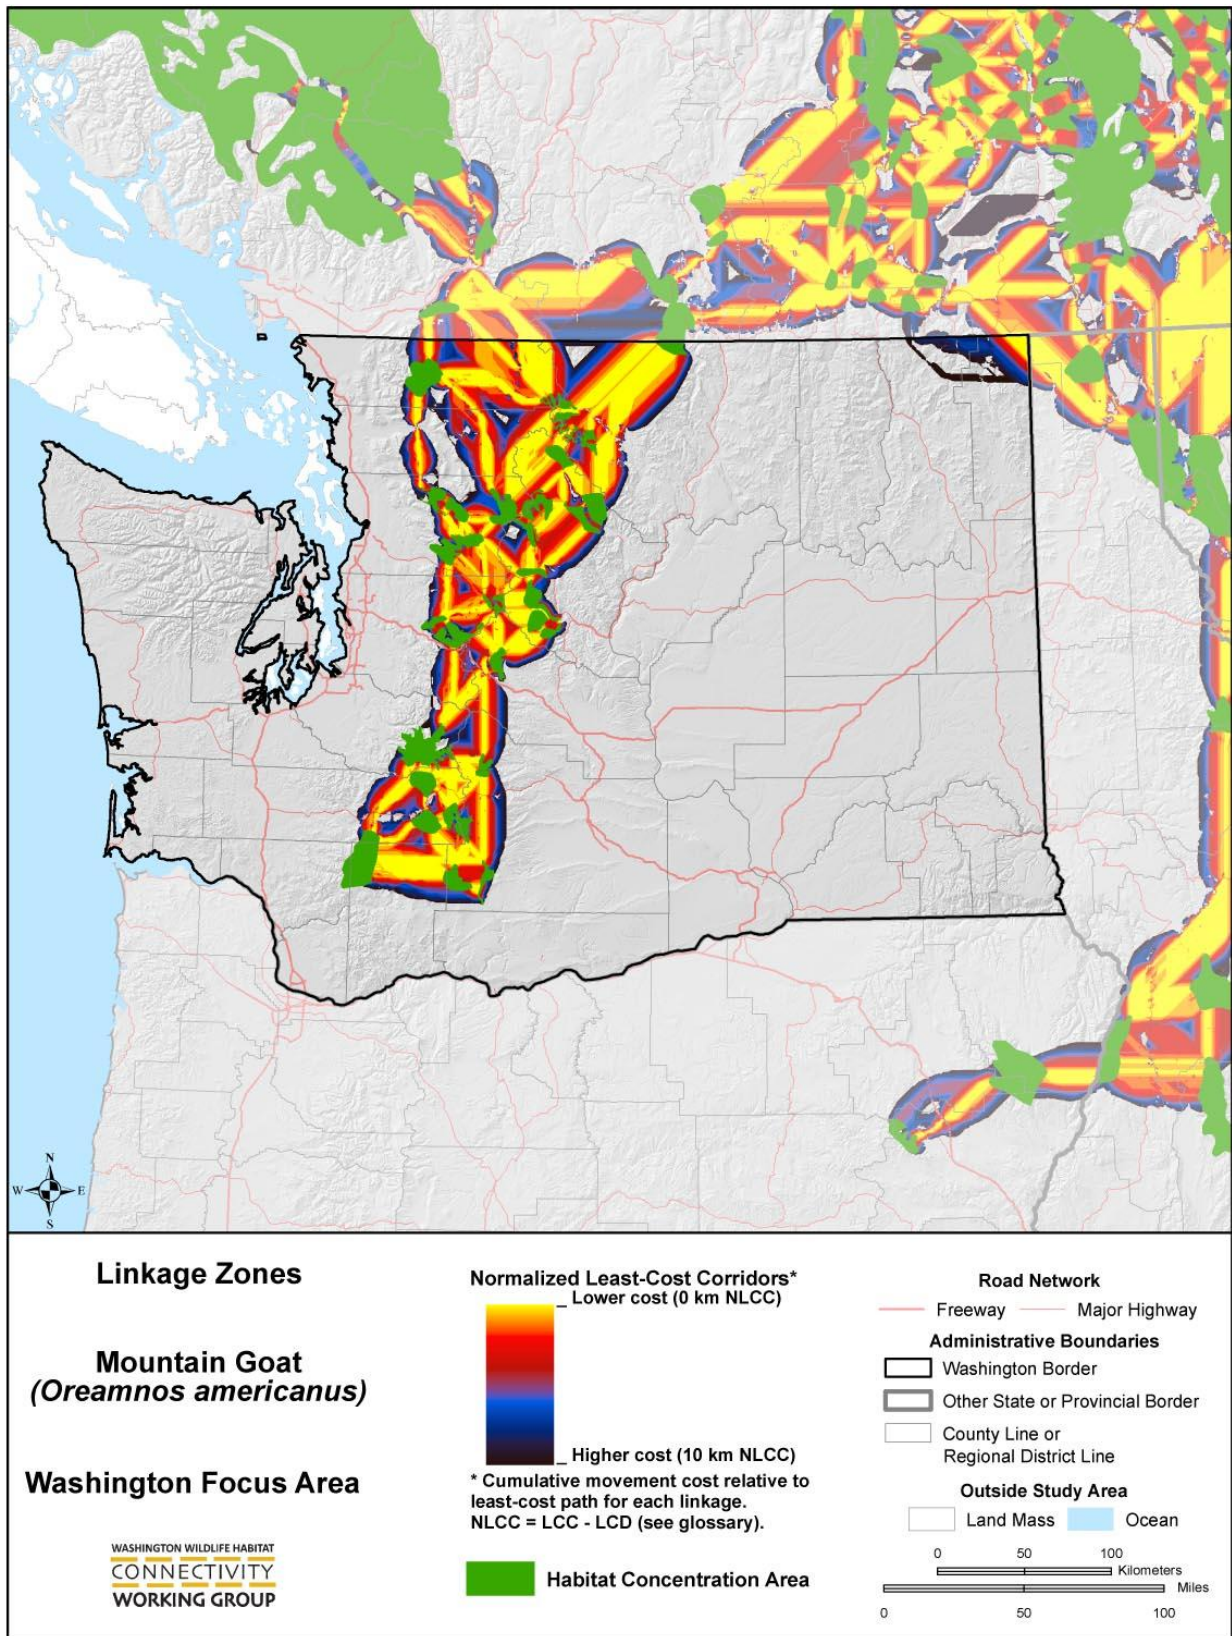 N
W E
S
Linkage Zones
Mountain Goat
(Oreamnos americanus)
Washington Focus Area
WASHINGTON WILDLIFE HABITAT
CONNECTIVITY
WORKING GROUP
Normalized Least-Cost Corridors*
_ Lower cost (0 km NLCC)
_ Higher cost (10 km NLCC)
* Cumulative movement cost relative to
least-cost path for each linkage.
NLCC = LCC - LCD (see glossary).
Habitat Concentration Area
Road Network
Freeway Major Highway
Administrative Boundaries
Washington Border
Other State or Provincial Border
County Line or
Regional District Line
Outside Study Area
Land Mass Ocean
0 50 100
Kilometers
Miles
0 50 100